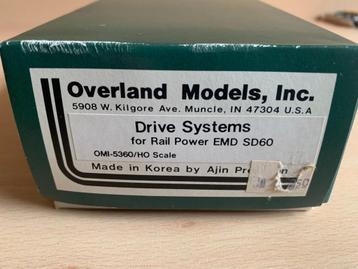 Overland Models, Inc.
5908 W. Kilgore Ave. Muncle, IN 47304 U.S.A
Drive Systems
for Rail Power EMD SD60
OMI-5360/HO Scale
Made in Korea by Ajin